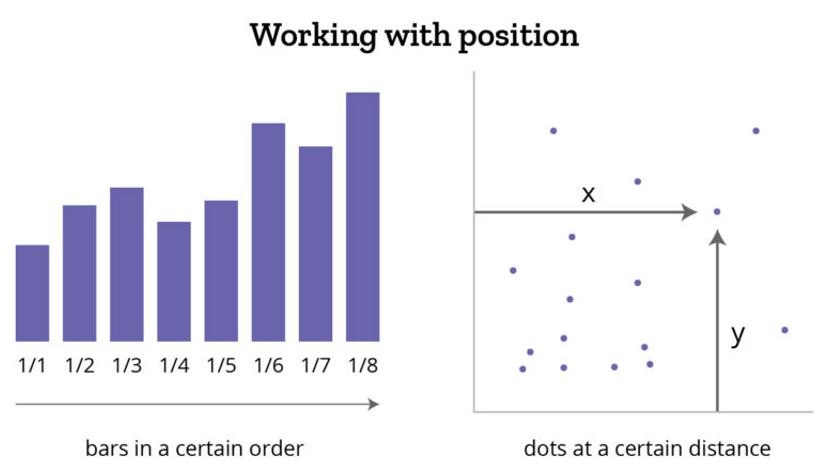 Working with position
1/1 1/2 1/3 1/4 1/5 1/6 1/7 1/8
bars in a certain order
x
y
dots at a certain distance